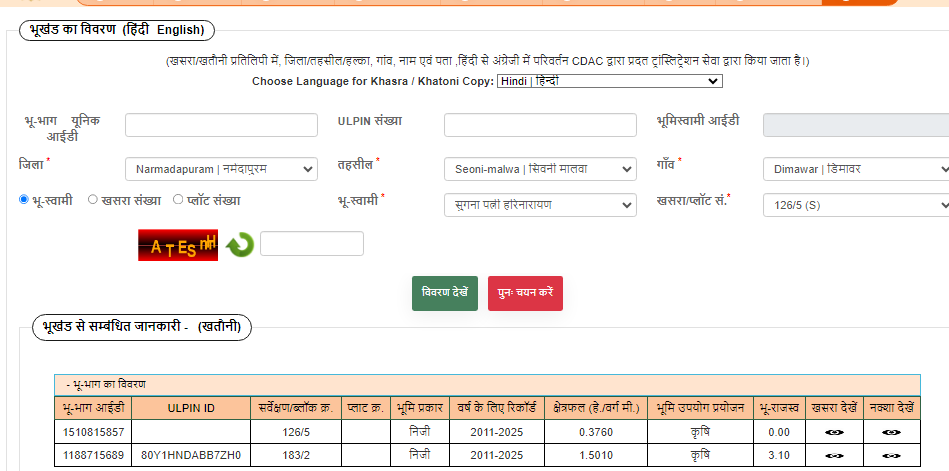 भूखंड का विवरण (हिंदी English)
(खसरा/खतौनी प्रतिलिपी में, जिला/तहसील/हल्का, गांव, नाम एवं पता ,हिंदी से अंग्रेजी में परिवर्तन CDAC द्वारा प्रदत ट्रांस्लिट्रेशन सेवा द्वारा किया जाता है।)
Choose Language for Khasra / Khatoni Copy: Hindi | हिन्दी
भू-भाग यूनिक आईडी ULPIN संख्या भूमिस्वामी आईडी
जिला * Narmadapuram | नर्मदापुरम तहसील * Seoni-malwa | सिवनी मालवा गाँव * Dimawar | डिमावर
भू-स्वामी खसरा संख्या प्लॉट संख्या भू-स्वामी * सुगना पत्नी हरिनारायण खसरा/प्लॉट सं.* 126/5 (S)
विवरण देखें पुनः चयन करें
भूखंड से सम्बंधित जानकारी - (खतौनी)
- भू-भाग का विवरण
भू-भाग आईडी ULPIN ID सर्वेक्षण/ब्लॉक क्र. प्लाट क्र. भूमि प्रकार वर्ष के लिए रिकॉर्ड क्षेत्रफल (हे./वर्ग मी.) भूमि उपयोग प्रयोजन भू-राजस्व खसरा देखें नक्शा देखें
1510815857 126/5 निजी 2011-2025 0.3760 कृषि 0.00
1188715689 80Y1HNDABB7ZH0 183/2 निजी 2011-2025 1.5010 कृषि 3.10